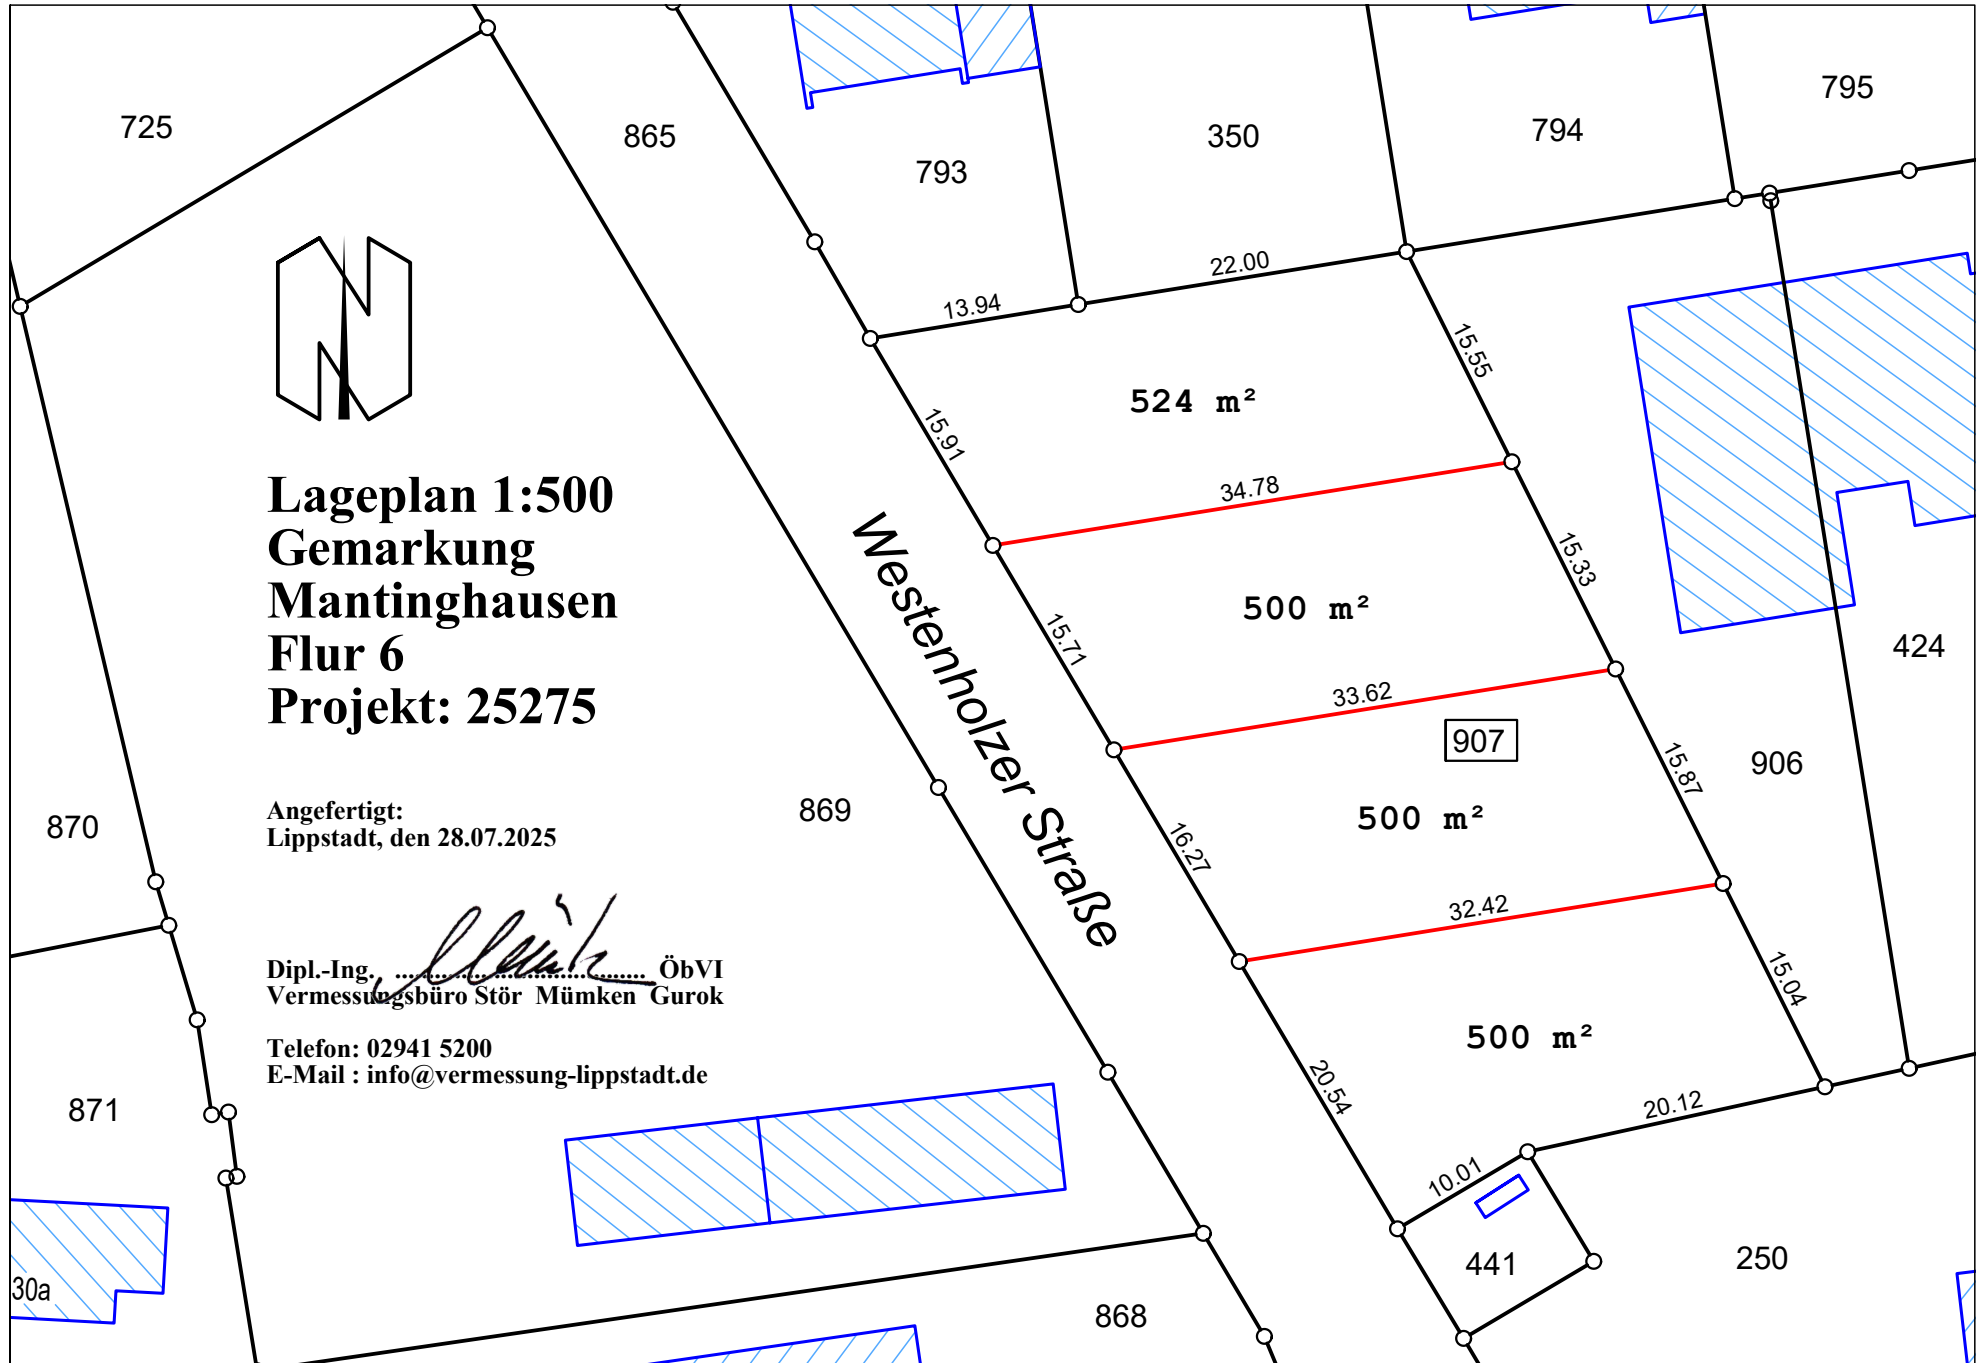 725
865
793
350
794
795
22.00
13.94
15.55
524 m²
15.91
34.78
Lageplan 1:500
Gemarkung
Mantinghausen
Flur 6
Projekt: 25275
Westenholzer Straße
15.33
500 m²
15.71
33.62
424
907
906
15.87
870
Angefertigt:
Lippstadt, den 28.07.2025
869
500 m²
16.27
32.42
15.04
Dipl.-Ing. ........................................ ÖbVI
Vermessungsbüro Stör Mümken Gurok
Telefon: 02941 5200
E-Mail : info@vermessung-lippstadt.de
500 m²
20.54
20.12
871
10.01
441
250
30a
868